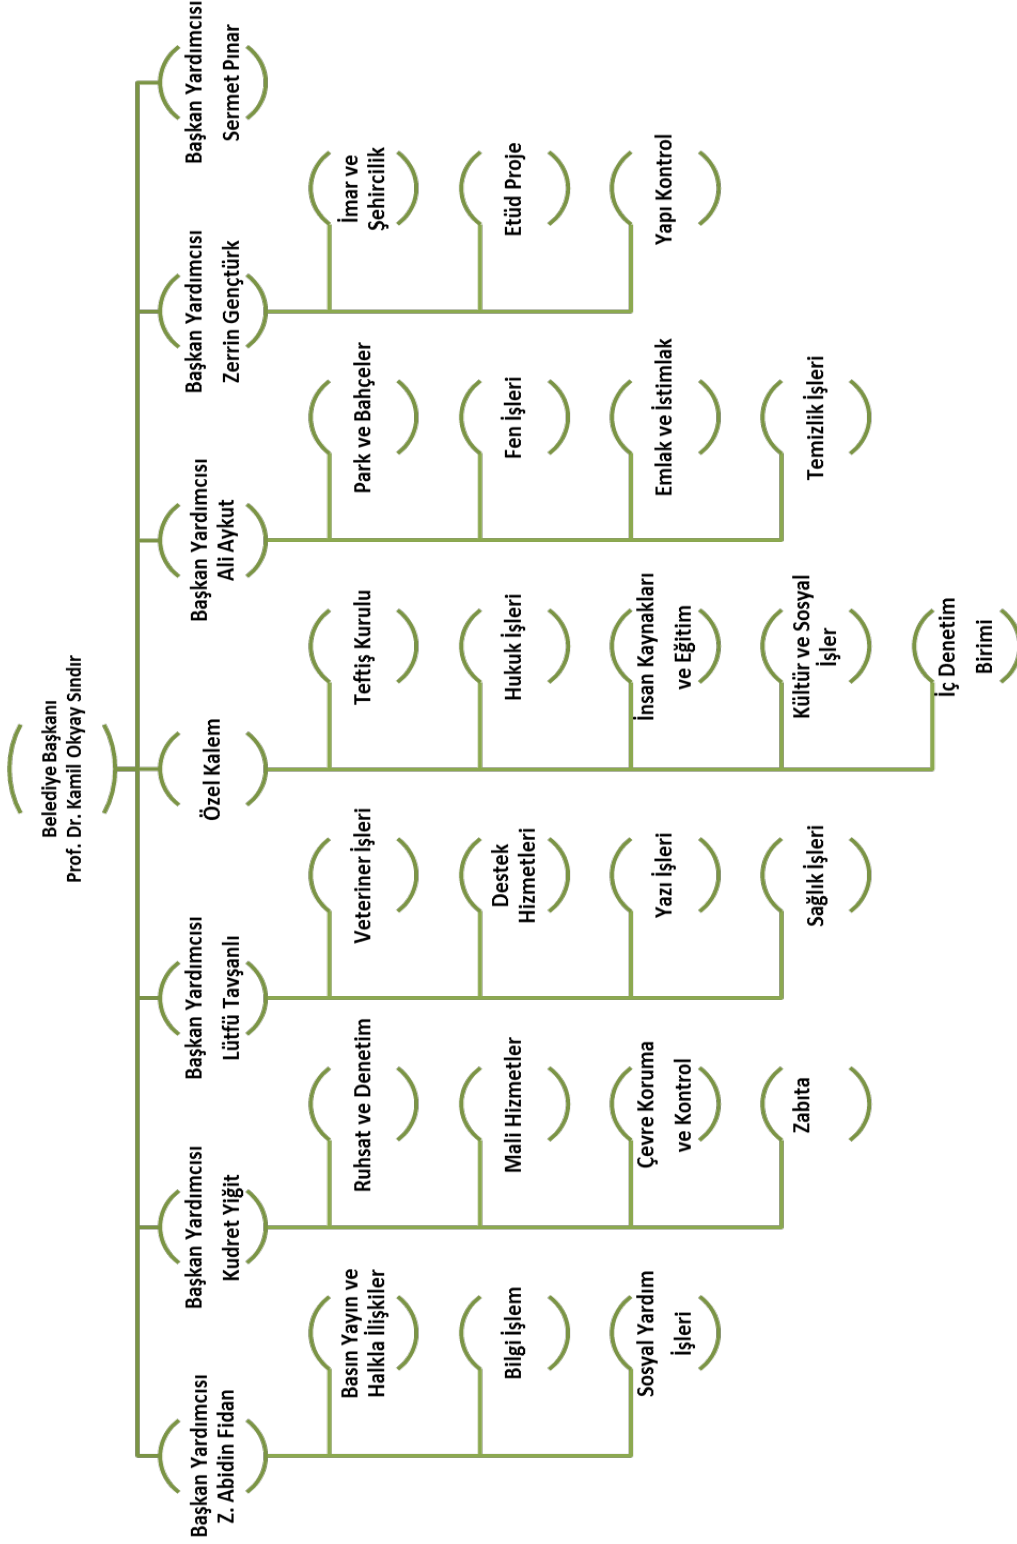 Belediye Başkanı
Prof. Dr. Kamil Okyay Sındır
Başkan Yardımcısı
Z. Abidin Fidan
Basın Yayın ve
Halkla İlişkiler
Bilgi İşlem
Sosyal Yardım
İşleri
Başkan Yardımcısı
Kudret Yiğit
Ruhsat ve Denetim
Mali Hizmetler
Çevre Koruma
ve Kontrol
Zabıta
Başkan Yardımcısı
Lütfü Tavşanlı
Veteriner İşleri
Destek
Hizmetleri
Yazı İşleri
Sağlık İşleri
Özel Kalem
Teftiş Kurulu
Hukuk İşleri
İnsan Kaynakları
ve Eğitim
Kültür ve Sosyal
İşler
İç Denetim
Birimi
Başkan Yardımcısı
Ali Aykut
Park ve Bahçeler
Fen İşleri
Emlak ve İstimlak
Temizlik İşleri
Başkan Yardımcısı
Zerrin Gençtürk
İmar ve
Şehircilik
Etüd Proje
Yapı Kontrol
Başkan Yardımcısı
Sermet Pınar